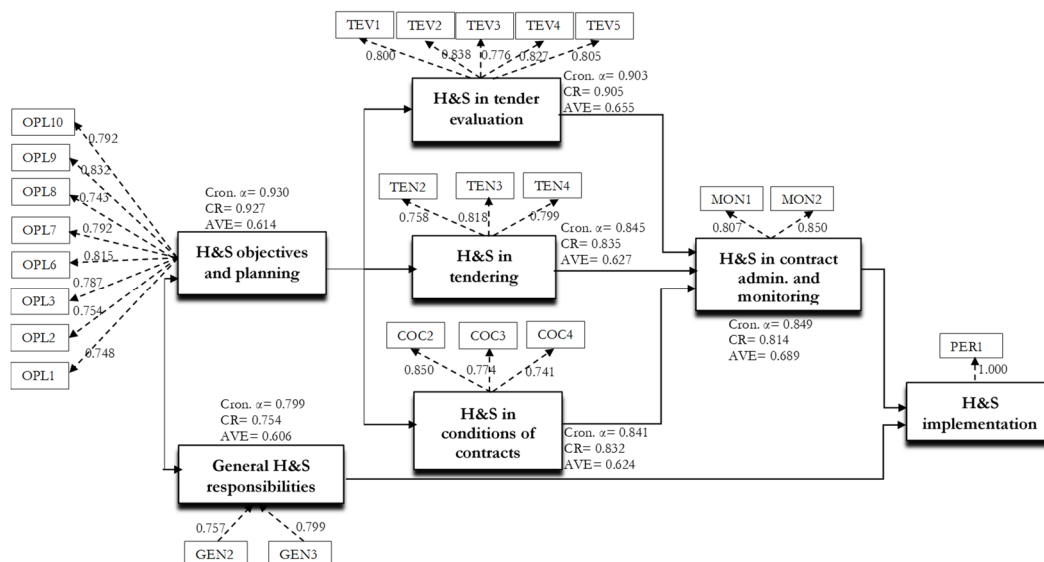 TEV1 TEV2 TEV3 TEV4 TEV5
0.800 0.838 0.776 0.827 0.805
H&S in tender
evaluation
Cron. α= 0.903
CR= 0.905
AVE= 0.655
OPL10
OPL9
OPL8
OPL7
OPL6
OPL3
OPL2
OPL1
0.792
0.832
0.743
0.792
0.815
0.787
0.754
0.748
Cron. α= 0.930
CR= 0.927
AVE= 0.614
H&S objectives
and planning
TEN2 TEN3 TEN4
0.758 0.818 0.799
H&S in
tendering
Cron. α= 0.845
CR= 0.835
AVE= 0.627
MON1 MON2
0.807 0.850
H&S in contract
admin. and
monitoring
Cron. α= 0.849
CR= 0.814
AVE= 0.689
COC2 COC3 COC4
0.850 0.774 0.741
H&S in
conditions of
contracts
Cron. α= 0.841
CR= 0.832
AVE= 0.624
PER1
1.000
H&S
implementation
Cron. α= 0.799
CR= 0.754
AVE= 0.606
General H&S
responsibilities
0.757 0.799
GEN2 GEN3